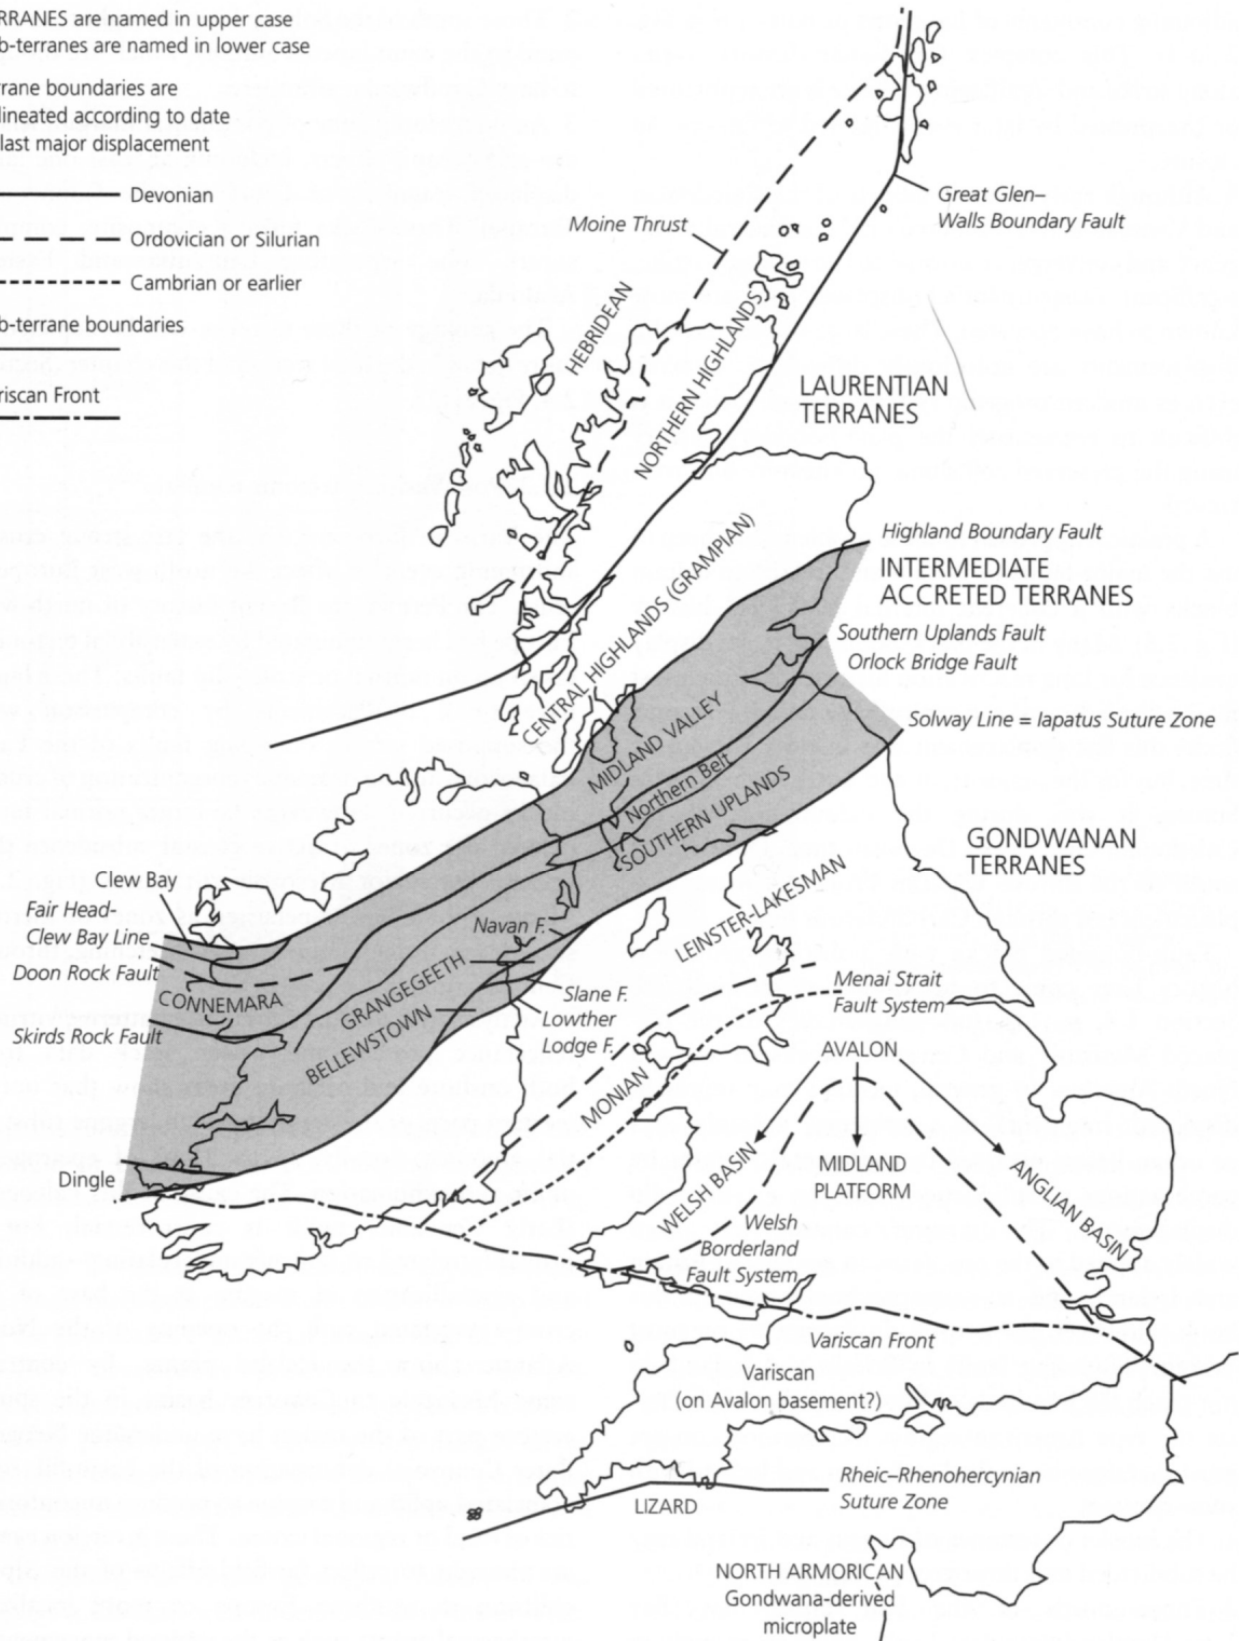 ERRANES are named in upper case
b-terranes are named in lower case
rrane boundaries are
lineated according to date
last major displacement
Devonian
Ordovician or Silurian
Cambrian or earlier
b-terrane boundaries
riscan Front
Great Glen–
Walls Boundary Fault
Moine Thrust
HEBRIDEAN
NORTHERN HIGHLANDS
LAURENTIAN
TERRANES
Highland Boundary Fault
INTERMEDIATE
ACCRETED TERRANES
CENTRAL HIGHLANDS (GRAMPIAN)
Southern Uplands Fault
Orlock Bridge Fault
Solway Line = Iapatus Suture Zone
MIDLAND VALLEY
Northern Belt
SOUTHERN UPLANDS
GONDWANAN
TERRANES
Clew Bay
Fair Head-
Clew Bay Line
Doon Rock Fault
CONNEMARA
Skirds Rock Fault
Navan F.
GRANGEGEETH
BELLEWSTOWN
Slane F.
Lowther
Lodge F.
LEINSTER-LAKESMAN
Menai Strait
Fault System
AVALON
MONIAN
Dingle
WELSH BASIN
MIDLAND
PLATFORM
ANGLIAN BASIN
Welsh
Borderland
Fault System
Variscan Front
Variscan
(on Avalon basement?)
Rheic–Rhenohercynian
Suture Zone
LIZARD
NORTH ARMORICAN
Gondwana-derived
microplate